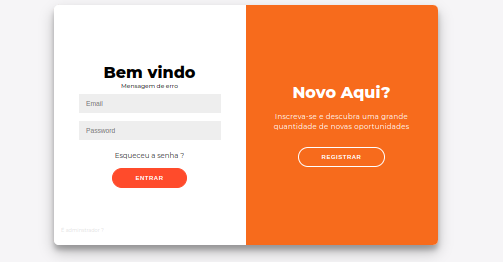 Bem vindo
Mensagem de erro
Email
Password
Esqueceu a senha ?
ENTRAR
Novo Aqui?
Inscreva-se e descubra uma grande
quantidade de novas oportunidades
REGISTRAR